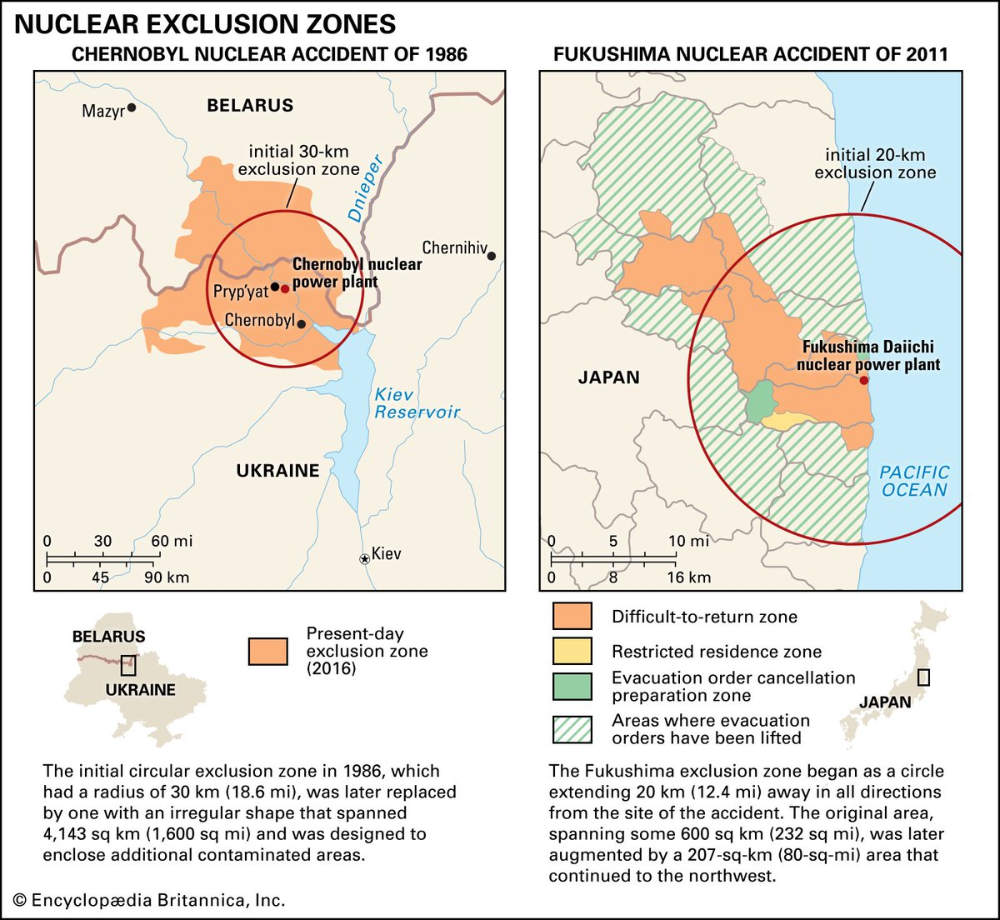 NUCLEAR EXCLUSION ZONES
CHERNOBYL NUCLEAR ACCIDENT OF 1986
Mazyr
BELARUS
initial 30-km
exclusion zone
Dnieper
Chernihiv
Chernobyl nuclear
power plant
Pryp'yat
Chernobyl
Kiev
Reservoir
UKRAINE
Kiev
0 30 60 mi
0 45 90 km
BELARUS
UKRAINE
Present-day
exclusion zone
(2016)
The initial circular exclusion zone in 1986, which
had a radius of 30 km (18.6 mi), was later replaced
by one with an irregular shape that spanned
4,143 sq km (1,600 sq mi) and was designed to
enclose additional contaminated areas.
FUKUSHIMA NUCLEAR ACCIDENT OF 2011
initial 20-km
exclusion zone
Fukushima Daiichi
nuclear power plant
JAPAN
PACIFIC
OCEAN
0 5 10 mi
0 8 16 km
Difficult-to-return zone
Restricted residence zone
Evacuation order cancellation
preparation zone
Areas where evacuation
orders have been lifted
JAPAN
The Fukushima exclusion zone began as a circle
extending 20 km (12.4 mi) away in all directions
from the site of the accident. The original area,
spanning some 600 sq km (232 sq mi), was later
augmented by a 207-sq-km (80-sq-mi) area that
continued to the northwest.
© Encyclopædia Britannica, Inc.